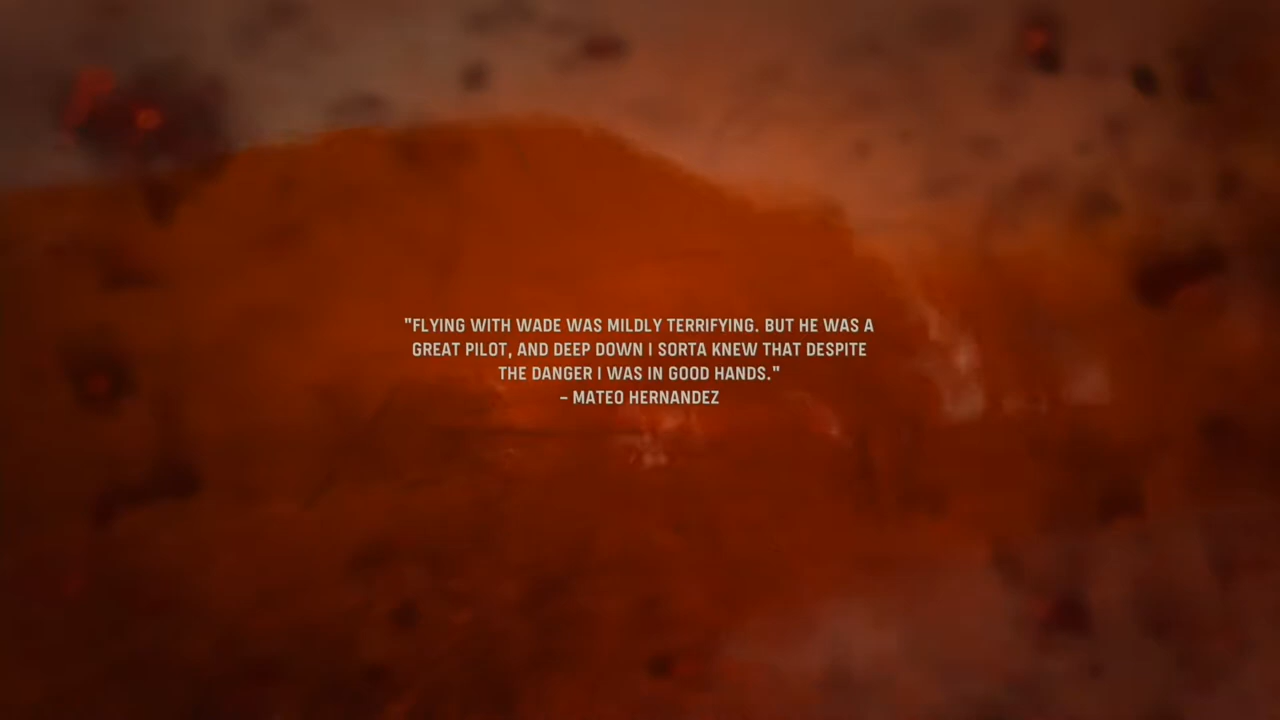 "FLYING WITH WADE WAS MILDLY TERRIFYING. BUT HE WAS A
GREAT PILOT, AND DEEP DOWN I SORTA KNEW THAT DESPITE
THE DANGER I WAS IN GOOD HANDS."
– MATEO HERNANDEZ